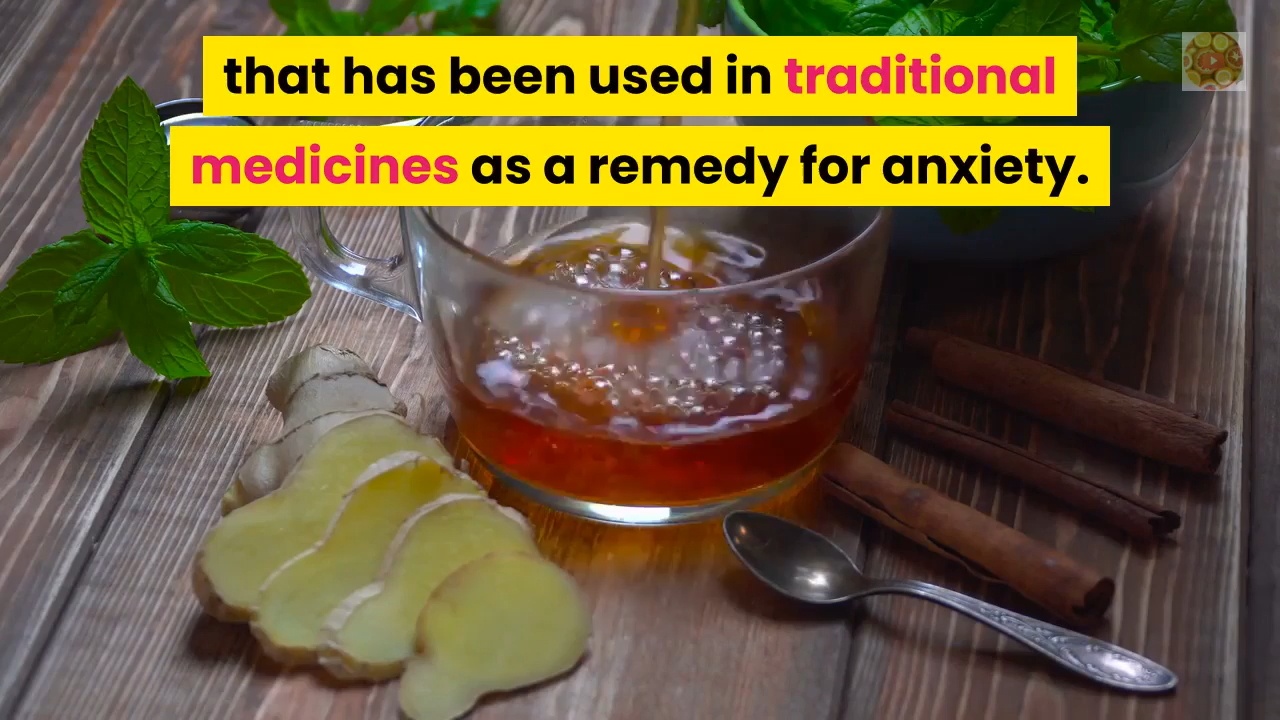 that has been used in traditional
medicines as a remedy for anxiety.